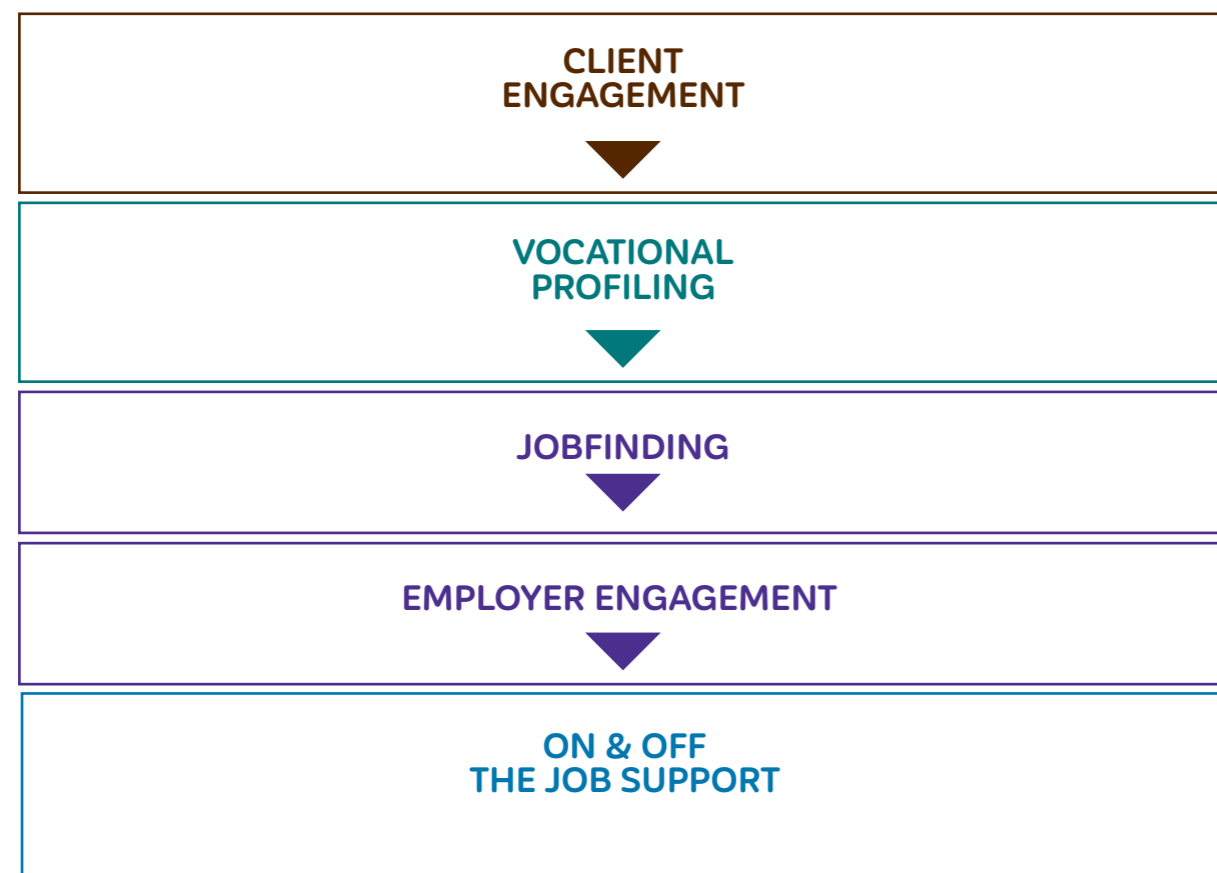 CLIENT
ENGAGEMENT
VOCATIONAL
PROFILING
JOBFINDING
EMPLOYER ENGAGEMENT
ON & OFF
THE JOB SUPPORT